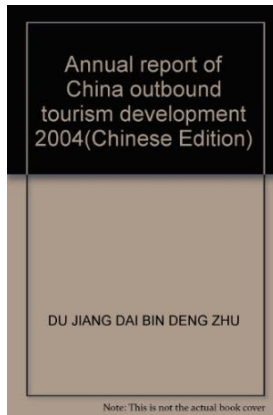 Annual report of
China outbound
tourism development
2004(Chinese Edition)
DU JIANG DAI BIN DENG ZHU
Note: This is not the actual book cover